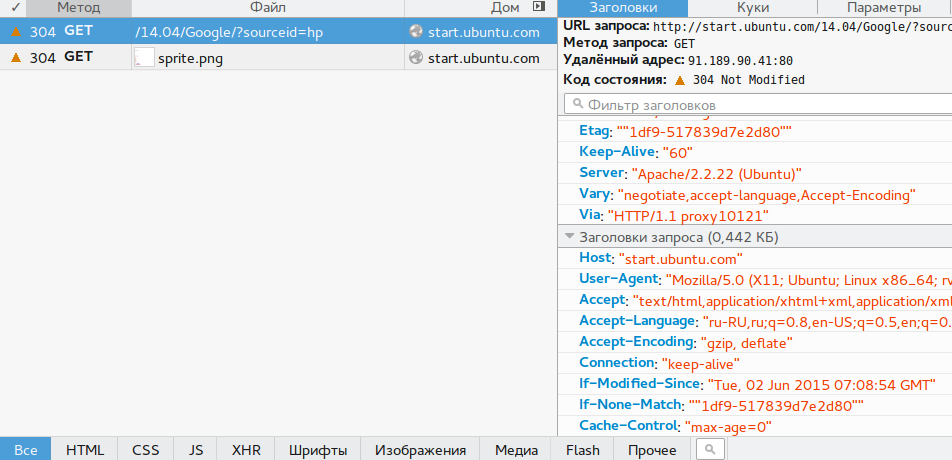 ✓ Метод Файл Дом
304 GET /14.04/Google/?sourceid=hp start.ubuntu.com
304 GET sprite.png start.ubuntu.com
Заголовки Куки Параметры
URL запроса: http://start.ubuntu.com/14.04/Google/?sourc
Метод запроса: GET
Удалённый адрес: 91.189.90.41:80
Код состояния: 304 Not Modified
Фильтр заголовков
Etag: ""1df9-517839d7e2d80""
Keep-Alive: "60"
Server: "Apache/2.2.22 (Ubuntu)"
Vary: "negotiate,accept-language,Accept-Encoding"
Via: "HTTP/1.1 proxy10121"
Заголовки запроса (0,442 КБ)
Host: "start.ubuntu.com"
User-Agent: "Mozilla/5.0 (X11; Ubuntu; Linux x86_64; rv
Accept: "text/html,application/xhtml+xml,application/xml
Accept-Language: "ru-RU,ru;q=0.8,en-US;q=0.5,en;q=0.
Accept-Encoding: "gzip, deflate"
Connection: "keep-alive"
If-Modified-Since: "Tue, 02 Jun 2015 07:08:54 GMT"
If-None-Match: ""1df9-517839d7e2d80""
Cache-Control: "max-age=0"
Все HTML CSS JS XHR Шрифты Изображения Медиа Flash Прочее